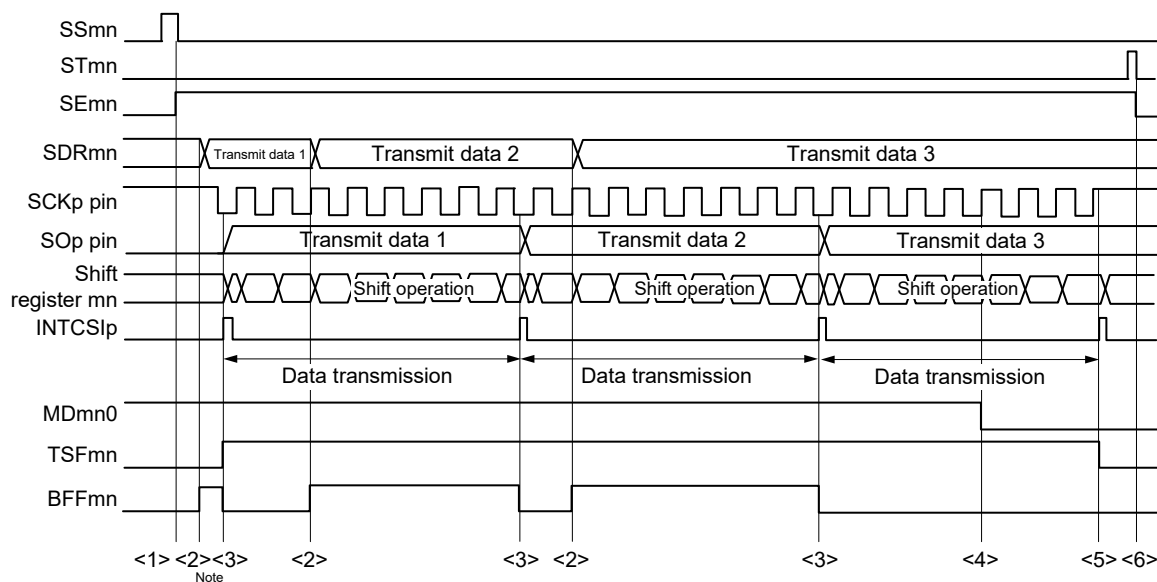 SSmn
STmn
SEmn
SDRmn Transmit data 1 Transmit data 2 Transmit data 3
SCKp pin
SOp pin Transmit data 1 Transmit data 2 Transmit data 3
Shift
register mn Shift operation Shift operation Shift operation
INTCSIp
Data transmission Data transmission Data transmission
MDmn0
TSFmn
BFFmn
<1> <2> <3> <2> <3> <2> <3> <4> <5> <6>
Note